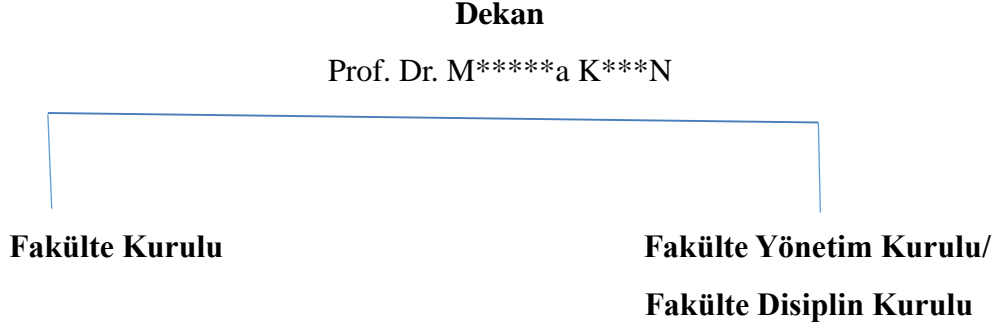 Dekan
Prof. Dr. M*****a K***N
Fakülte Kurulu
Fakülte Yönetim Kurulu/
Fakülte Disiplin Kurulu